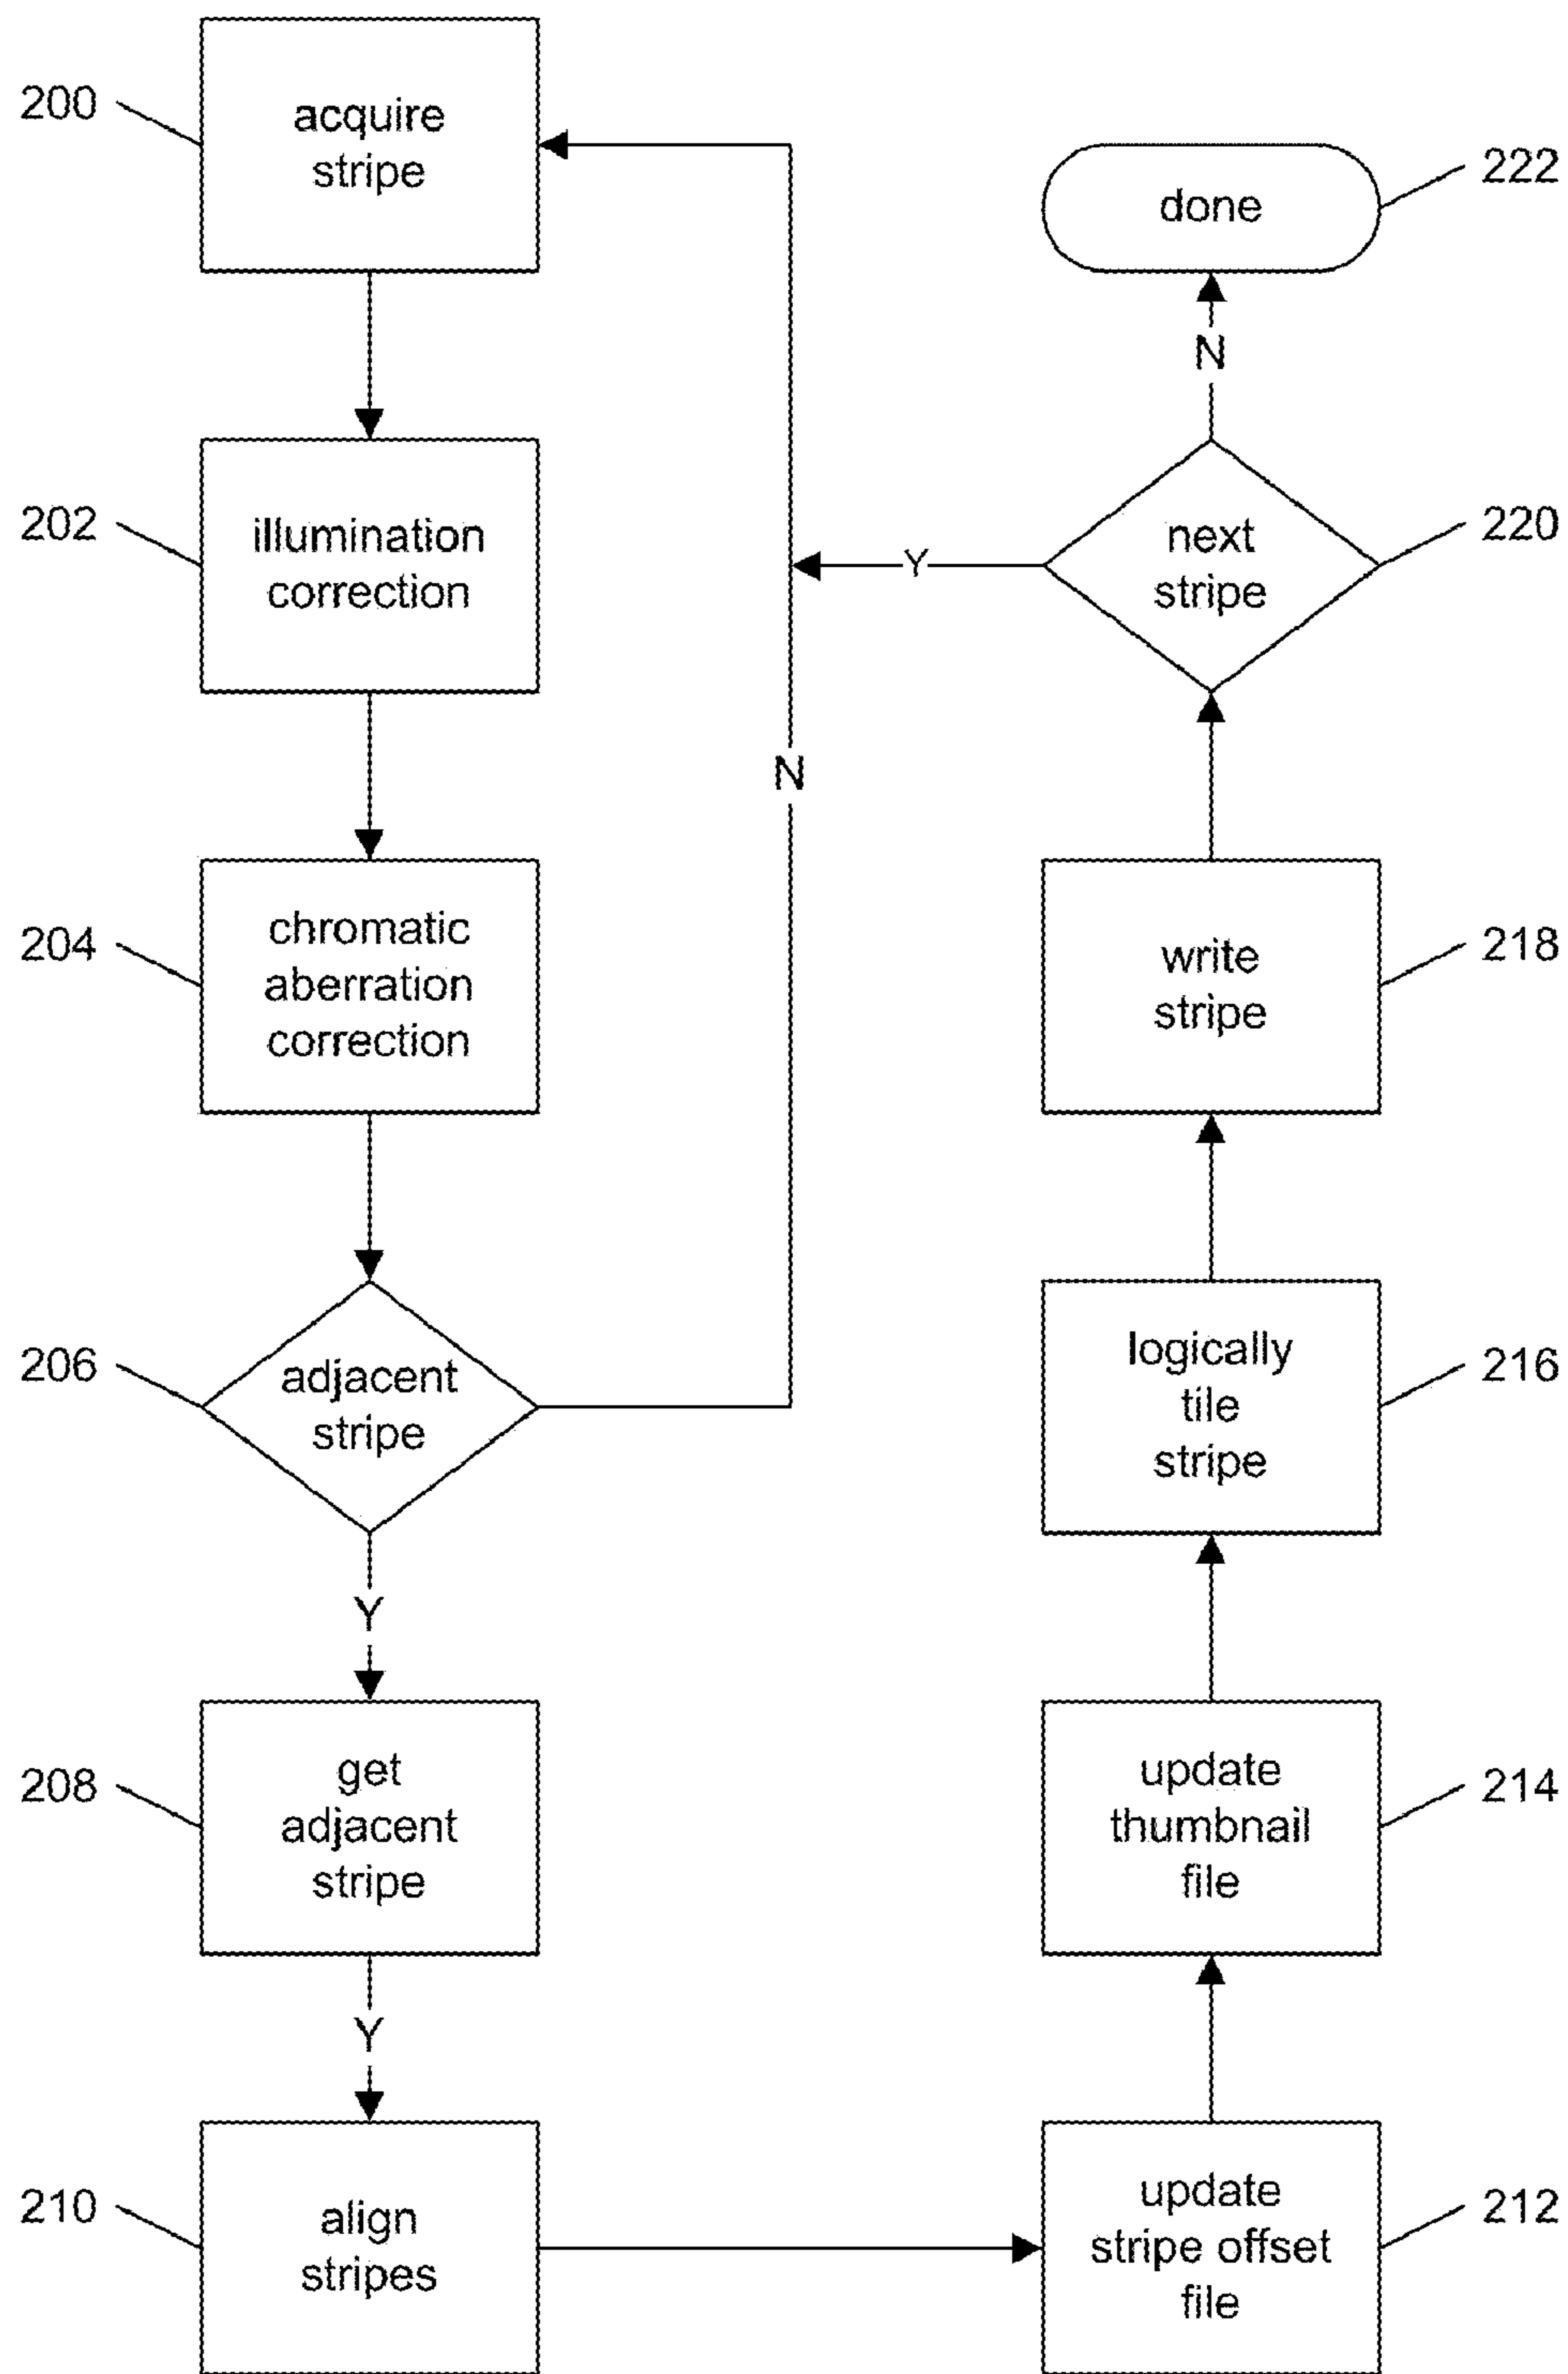 200
acquire
stripe
202
illumination
correction
204
chromatic
aberration
correction
206
adjacent
stripe
N
Y
208
get
adjacent
stripe
Y
210
align
stripes
update
stripe offset
file
212
update
thumbnail
file
214
logically
tile
stripe
216
write
stripe
218
next
stripe
220
Y
N
done
222